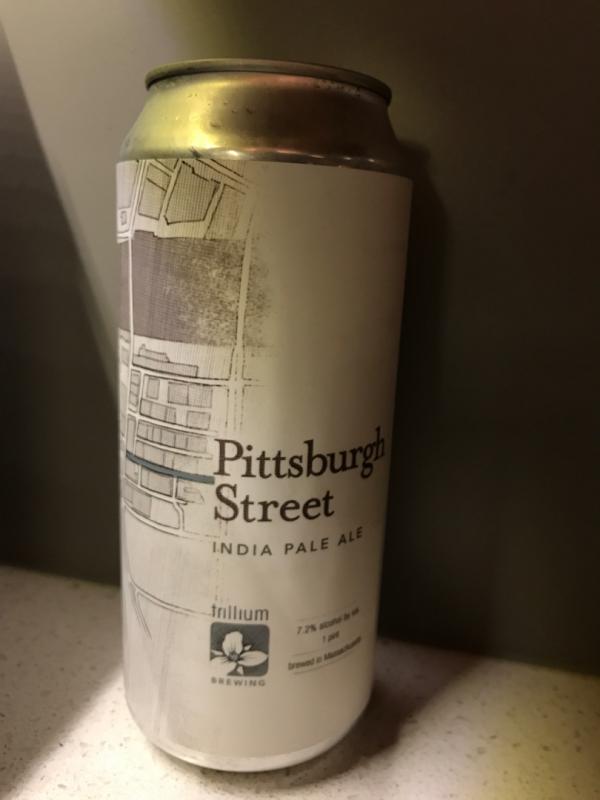 Pittsburgh
Street
INDIA PALE ALE
trillium
BREWING
7.2% alcohol by vol.
1 pint
brewed in Massachusetts